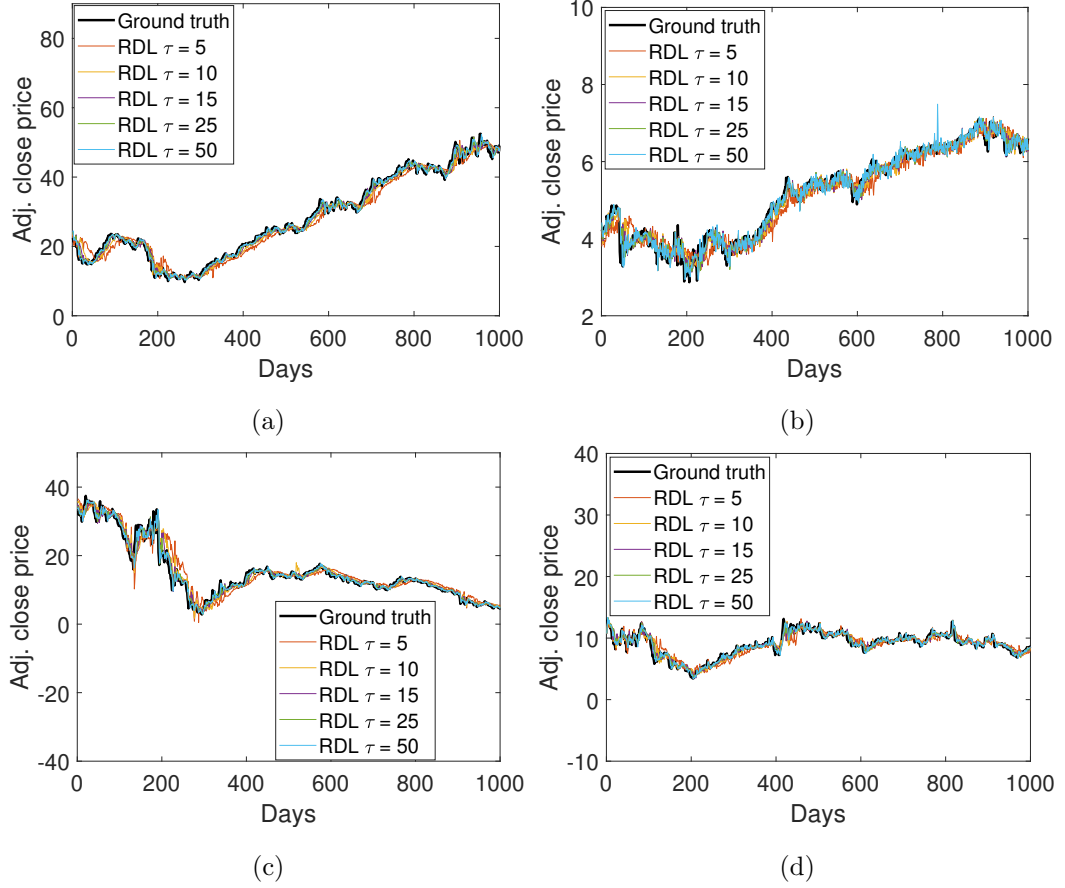 Ground truth
RDL τ = 5
RDL τ = 10
RDL τ = 15
RDL τ = 25
RDL τ = 50
80
60
40
20
0
Adj. close price
0 200 400 600 800 1000
Days
(a)
Ground truth
RDL τ = 5
RDL τ = 10
RDL τ = 15
RDL τ = 25
RDL τ = 50
10
8
6
4
2
Adj. close price
0 200 400 600 800 1000
Days
(b)
40
20
0
-20
-40
Adj. close price
Ground truth
RDL τ = 5
RDL τ = 10
RDL τ = 15
RDL τ = 25
RDL τ = 50
0 200 400 600 800 1000
Days
(c)
Ground truth
RDL τ = 5
RDL τ = 10
RDL τ = 15
RDL τ = 25
RDL τ = 50
40
30
20
10
0
-10
Adj. close price
0 200 400 600 800 1000
Days
(d)